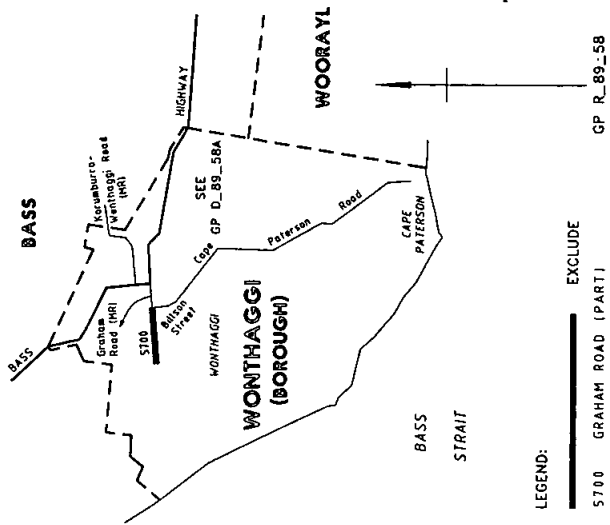 BASS
Korumburra-
Wonthaggi Road
(MR)
BASS
Graham
Road (MR)
HIGHWAY
5700
Billson
Street
SEE
GP D_89_58A
Cape
Paterson
Road
WONTHAGGI
WONTHAGGI
(BOROUGH)
WOORAYL
CAPE
PATERSON
BASS
STRAIT
LEGEND:
EXCLUDE
5700 GRAHAM ROAD (PART)
GP R_89_58